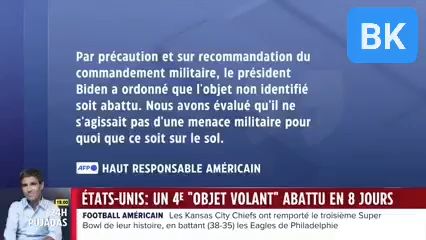 BK
Par précaution et sur recommandation du
commandement militaire, le président
Biden a ordonné que l'objet non identifié
soit abattu. Nous avons évalué qu'il ne
s'agissait pas d'une menace militaire pour
quoi que ce soit sur le sol.
AFP HAUT RESPONSABLE AMÉRICAIN
ÉTATS-UNIS: UN 4E "OBJET VOLANT" ABATTU EN 8 JOURS
18.00
PUJADAS
FOOTBALL AMÉRICAIN Les Kansas City Chiefs ont remporté le troisième Super
Bowl de leur histoire, en battant (38-35) les Eagles de Philadelphie